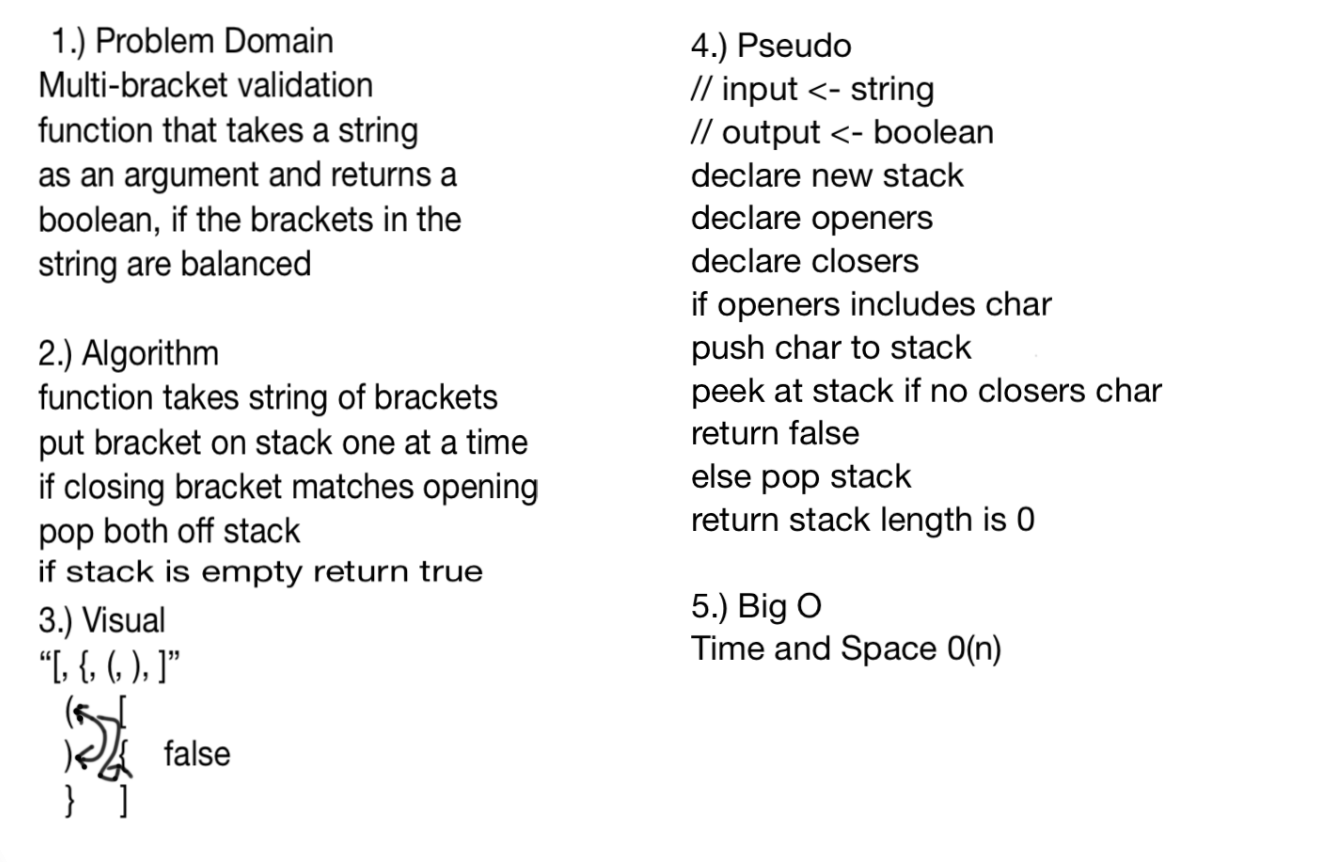 1.) Problem Domain
Multi-bracket validation
function that takes a string
as an argument and returns a
boolean, if the brackets in the
string are balanced
2.) Algorithm
function takes string of brackets
put bracket on stack one at a time
if closing bracket matches opening
pop both off stack
if stack is empty return true
3.) Visual
“[, {, (, ), ]”
( [
) { false
} ]
4.) Pseudo
// input <- string
// output <- boolean
declare new stack
declare openers
declare closers
if openers includes char
push char to stack
peek at stack if no closers char
return false
else pop stack
return stack length is 0
5.) Big O
Time and Space 0(n)